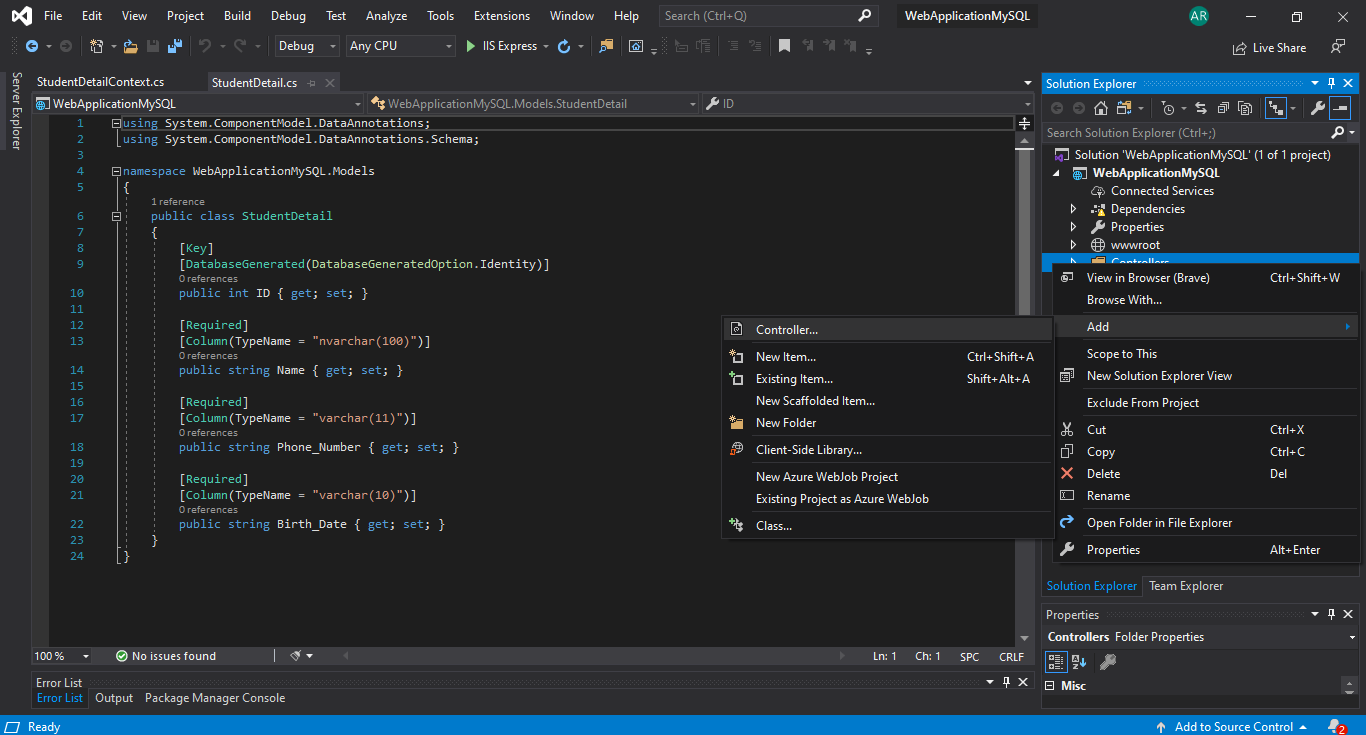 File Edit View Project Build Debug Test Analyze Tools Extensions Window Help Search (Ctrl+Q) WebApplicationMySQL AR
Debug Any CPU IIS Express Live Share
Server Explorer
StudentDetailContext.cs StudentDetail.cs
WebApplicationMySQL WebApplicationMySQL.Models.StudentDetail ID
1 using System.ComponentModel.DataAnnotations;
2 using System.ComponentModel.DataAnnotations.Schema;
3
4 namespace WebApplicationMySQL.Models
5 {
1 reference
6 public class StudentDetail
7 {
8 [Key]
9 [DatabaseGenerated(DatabaseGeneratedOption.Identity)]
0 references
10 public int ID { get; set; }
11
12 [Required]
13 [Column(TypeName = "nvarchar(100)")]
0 references
14 public string Name { get; set; }
15
16 [Required]
17 [Column(TypeName = "varchar(11)")]
0 references
18 public string Phone_Number { get; set; }
19
20 [Required]
21 [Column(TypeName = "varchar(10)")]
0 references
22 public string Birth_Date { get; set; }
23 }
24 }
100 % No issues found Ln: 1 Ch: 1 SPC CRLF
Controller...
New Item... Ctrl+Shift+A
Existing Item... Shift+Alt+A
New Scaffolded Item...
New Folder
Client-Side Library...
New Azure WebJob Project
Existing Project as Azure WebJob
Class...
Solution Explorer
Search Solution Explorer (Ctrl+;)
Solution 'WebApplicationMySQL' (1 of 1 project)
WebApplicationMySQL
Connected Services
Dependencies
Properties
wwwroot
Controllers
View in Browser (Brave) Ctrl+Shift+W
Browse With...
Add
Scope to This
New Solution Explorer View
Exclude From Project
Cut Ctrl+X
Copy Ctrl+C
Delete Del
Rename
Open Folder in File Explorer
Properties Alt+Enter
Solution Explorer Team Explorer
Properties
Controllers Folder Properties
Misc
Error List
Error List Output Package Manager Console
Ready Add to Source Control 2